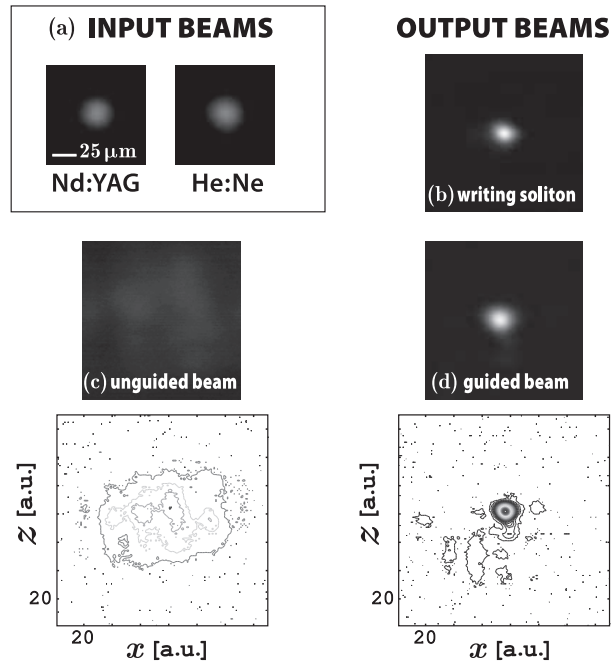 (a) INPUT BEAMS
OUTPUT BEAMS
25 μm
Nd:YAG
He:Ne
(b) writing soliton
(c) unguided beam
(d) guided beam
z [a.u.]
20
20
x [a.u.]
z [a.u.]
20
20
x [a.u.]